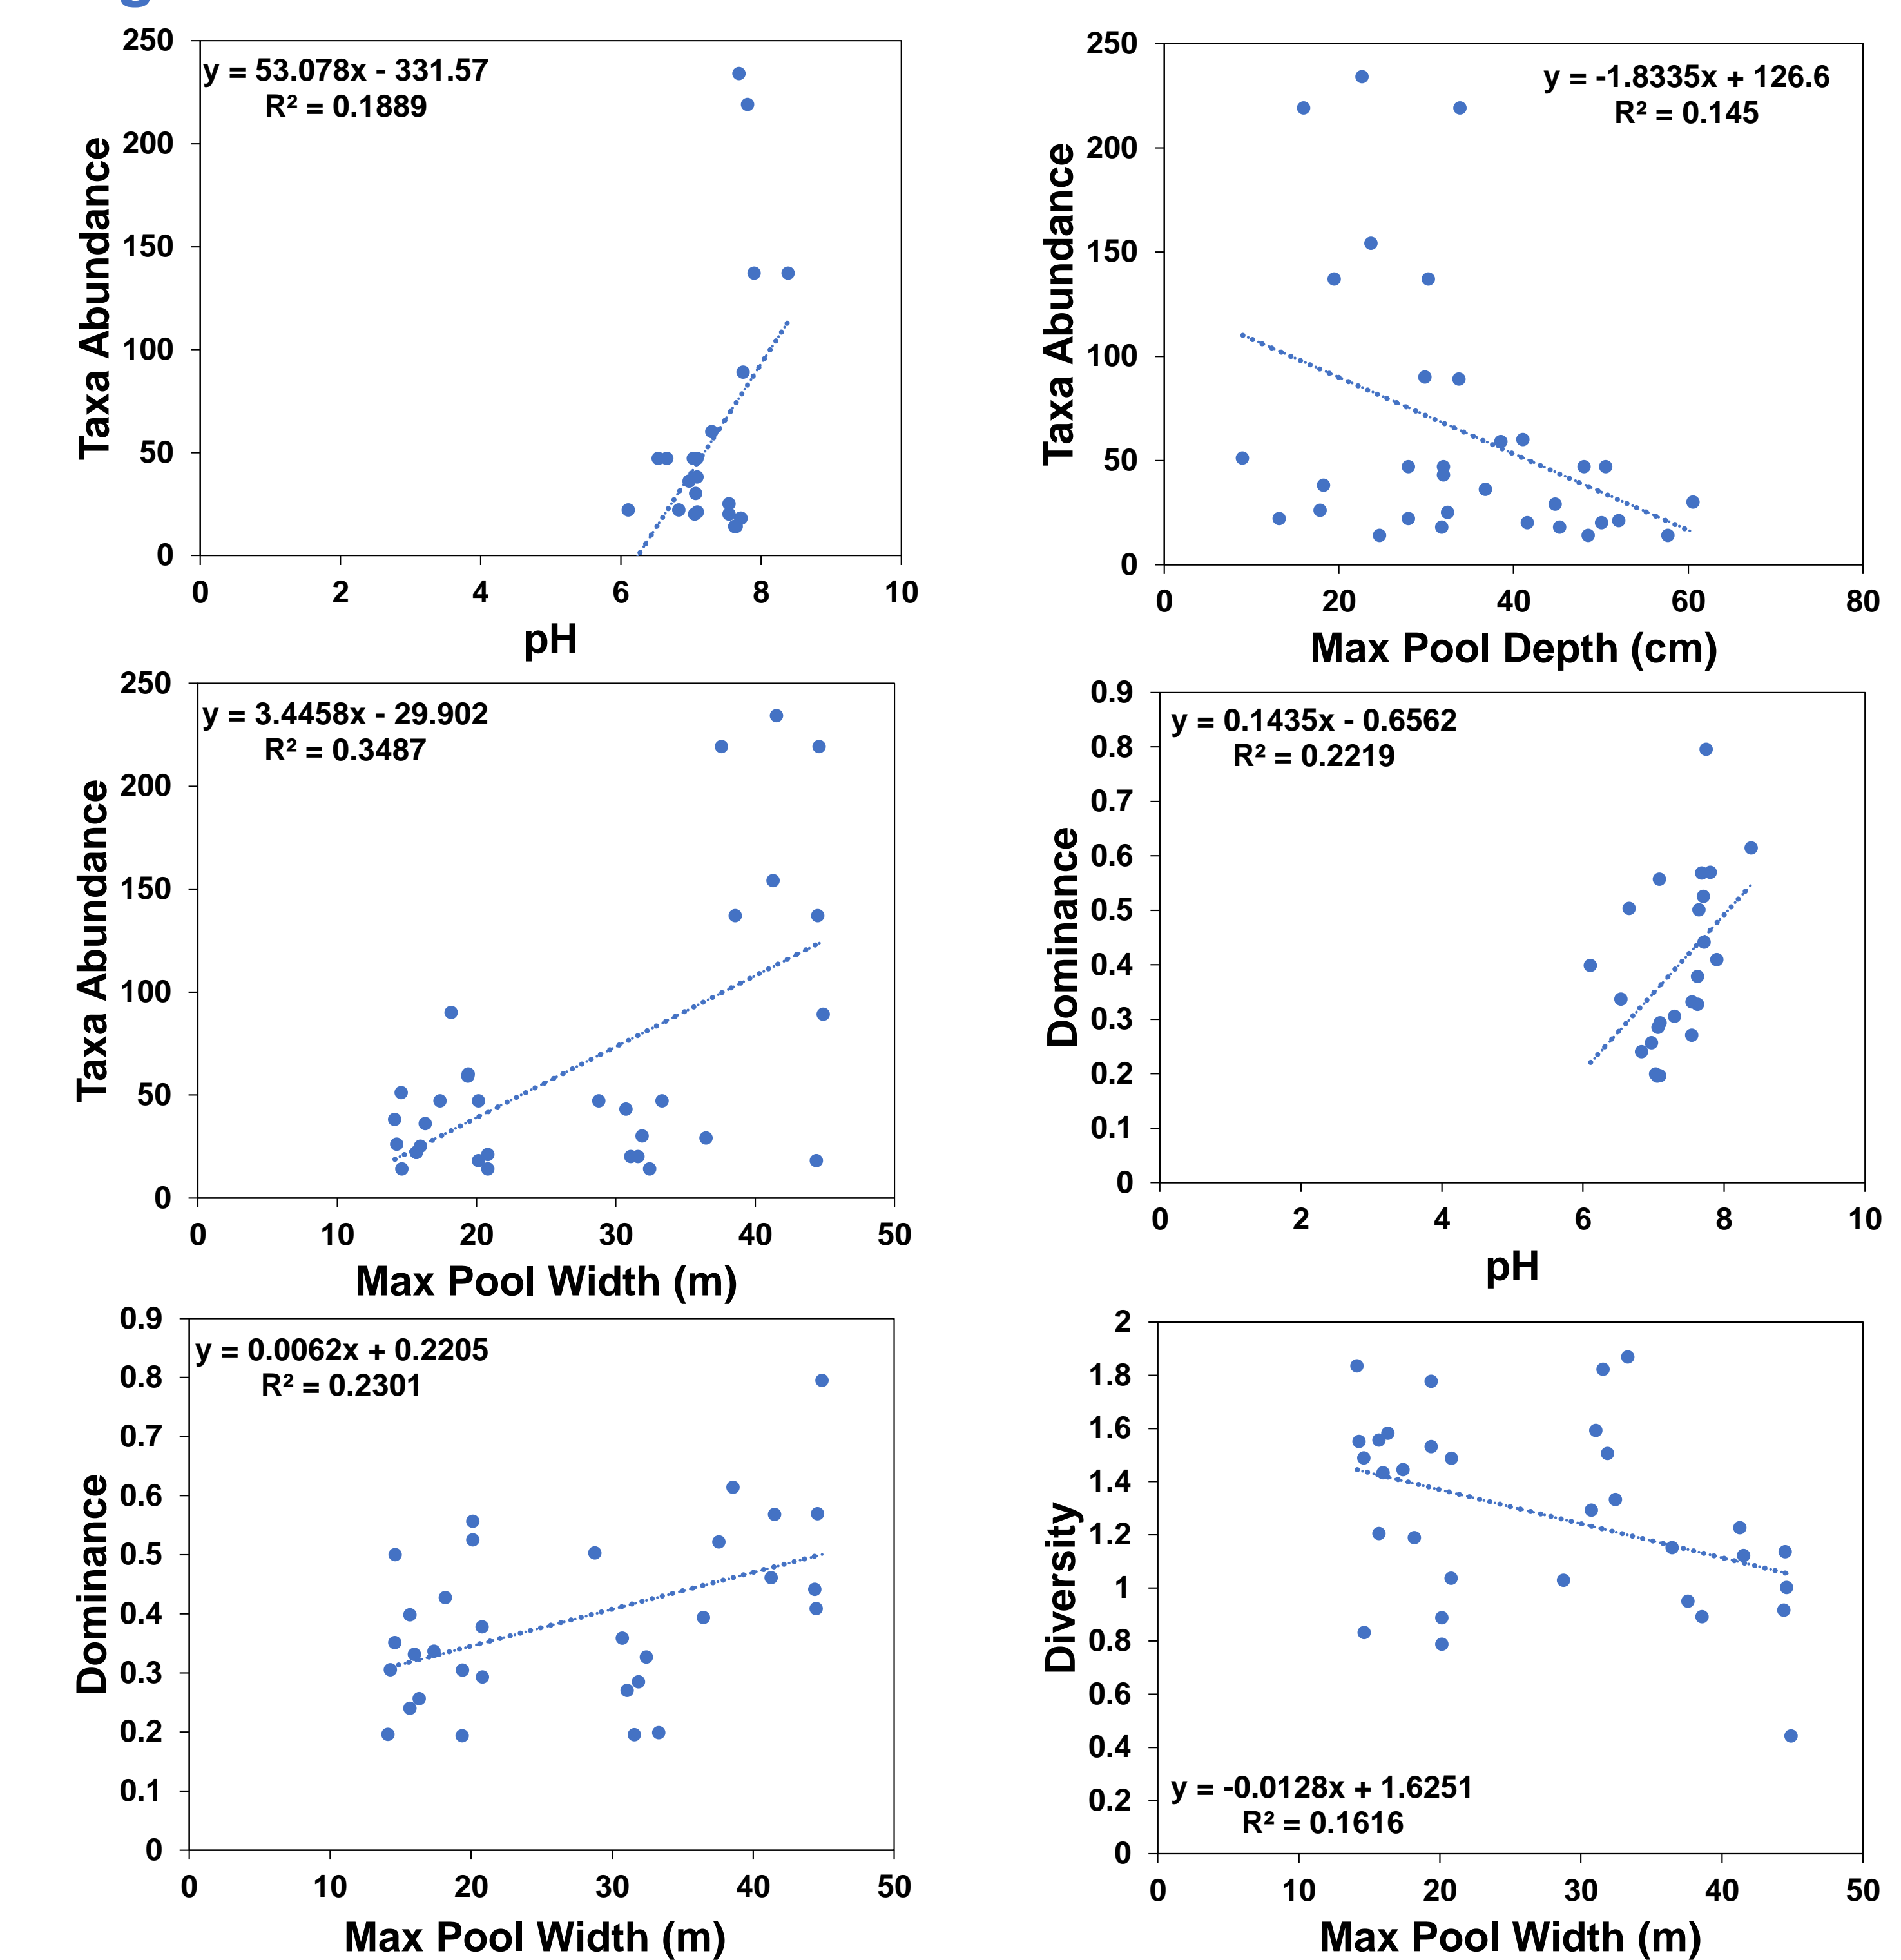 250
200
150
100
50
0
Taxa Abundance
y = 53.078x - 331.57
R² = 0.1889
0 2 4 6 8 10
pH
250
200
150
100
50
0
Taxa Abundance
y = -1.8335x + 126.6
R² = 0.145
0 20 40 60 80
Max Pool Depth (cm)
250
200
150
100
50
0
Taxa Abundance
y = 3.4458x - 29.902
R² = 0.3487
0 10 20 30 40 50
Max Pool Width (m)
0.9
0.8
0.7
0.6
0.5
0.4
0.3
0.2
0.1
0
Dominance
y = 0.1435x - 0.6562
R² = 0.2219
0 2 4 6 8 10
pH
0.9
0.8
0.7
0.6
0.5
0.4
0.3
0.2
0.1
0
Dominance
y = 0.0062x + 0.2205
R² = 0.2301
0 10 20 30 40 50
Max Pool Width (m)
2
1.8
1.6
1.4
1.2
1
0.8
0.6
0.4
0.2
0
Diversity
y = -0.0128x + 1.6251
R² = 0.1616
0 10 20 30 40 50
Max Pool Width (m)